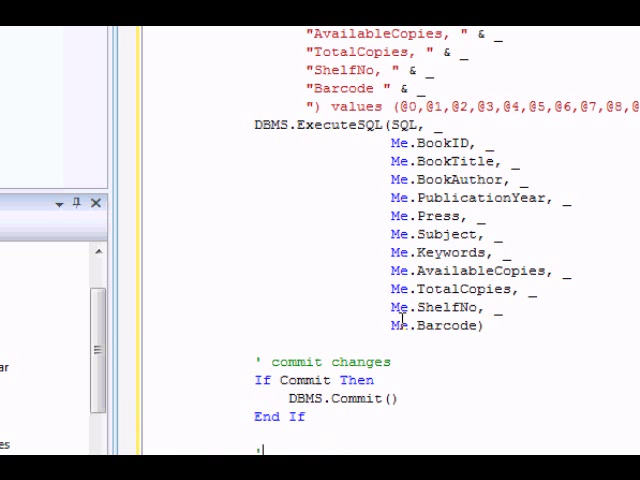 "AvailableCopies, " & _
"TotalCopies, " & _
"ShelfNo, " & _
"Barcode " & _
") values (@0,@1,@2,@3,@4,@5,@6,@7,@8,@
DBMS.ExecuteSQL(SQL, _
Me.BookID, _
Me.BookTitle, _
Me.BookAuthor, _
Me.PublicationYear, _
Me.Press, _
Me.Subject, _
Me.Keywords, _
Me.AvailableCopies, _
Me.TotalCopies, _
Me.ShelfNo, _
Me.Barcode)
' commit changes
If Commit Then
DBMS.Commit()
End If
'
ar
es